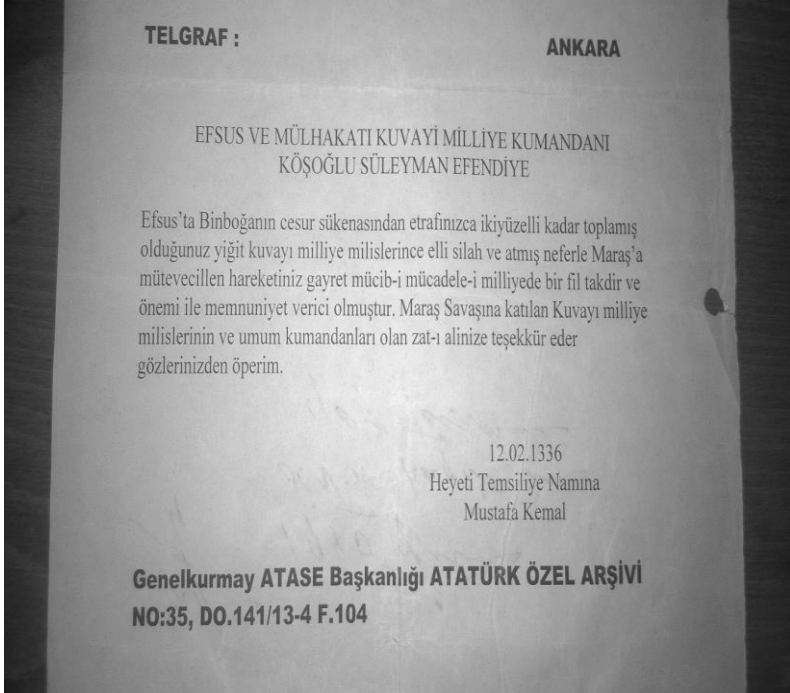 TELGRAF :
ANKARA
EFSUS VE MÜLHAKATI KUVAYİ MİLLİYE KUMANDANI
KÖŞOĞLU SÜLEYMAN EFENDİYE
Efsus’ta Binboğanın cesur sükenasından etrafınızca ikiyüzelli kadar toplamış
olduğunuz yiğit kuvayı milliye milislerince elli silah ve atmış neferle Maraş’a
mütevecillen hareketiniz gayret mücib-i mücadele-i milliyede bir fil takdir ve
önemi ile memnuniyet verici olmuştur. Maraş Savaşına katılan Kuvayı milliye
milislerinin ve umum kumandanları olan zat-ı alinize teşekkür eder
gözlerinizden öperim.
12.02.1336
Heyeti Temsiliye Namına
Mustafa Kemal
Genelkurmay ATASE Başkanlığı ATATÜRK ÖZEL ARŞİVİ
NO:35, DO.141/13-4 F.104